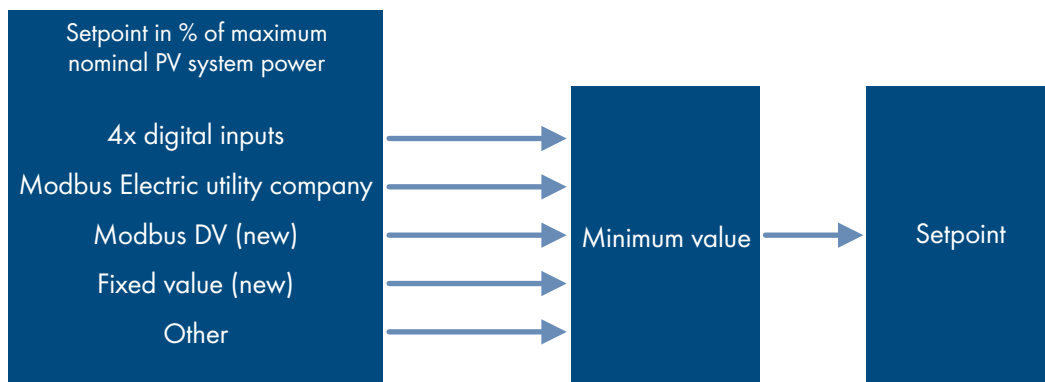 Setpoint in % of maximum
nominal PV system power
4x digital inputs
Modbus Electric utility company
Modbus DV (new)
Fixed value (new)
Other
Minimum value
Setpoint